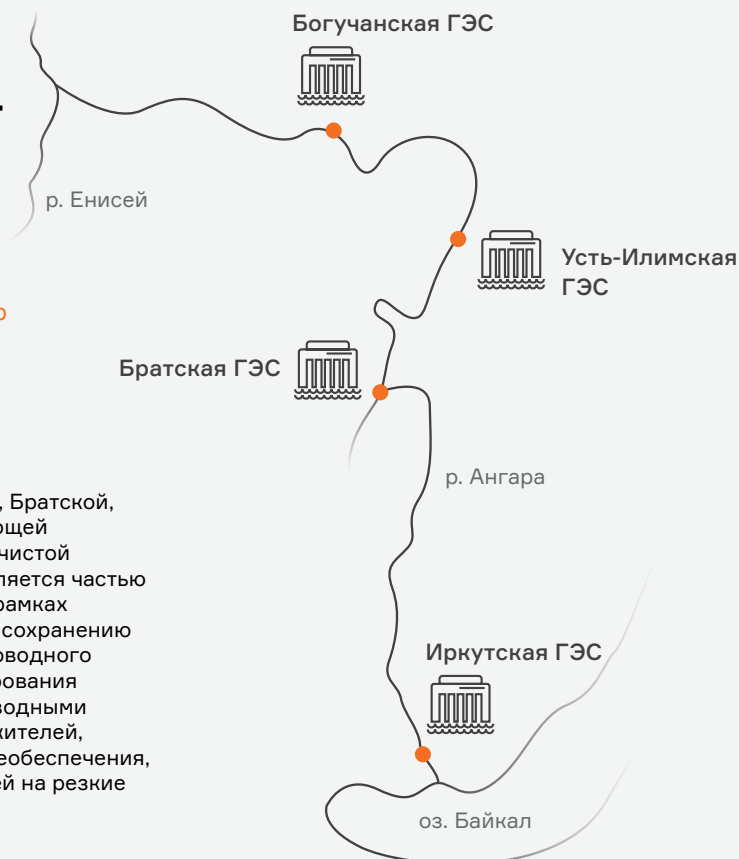 Богучанская ГЭС
р. Енисей
Усть-Илимская
ГЭС
Братская ГЭС
р. Ангара
, Братской,
ющей
чистой
ляется частью
рамках
сохранению
оводного
рования
водными
жителей,
еобеспечения,
ей на резкие
Иркутская ГЭС
оз. Байкал